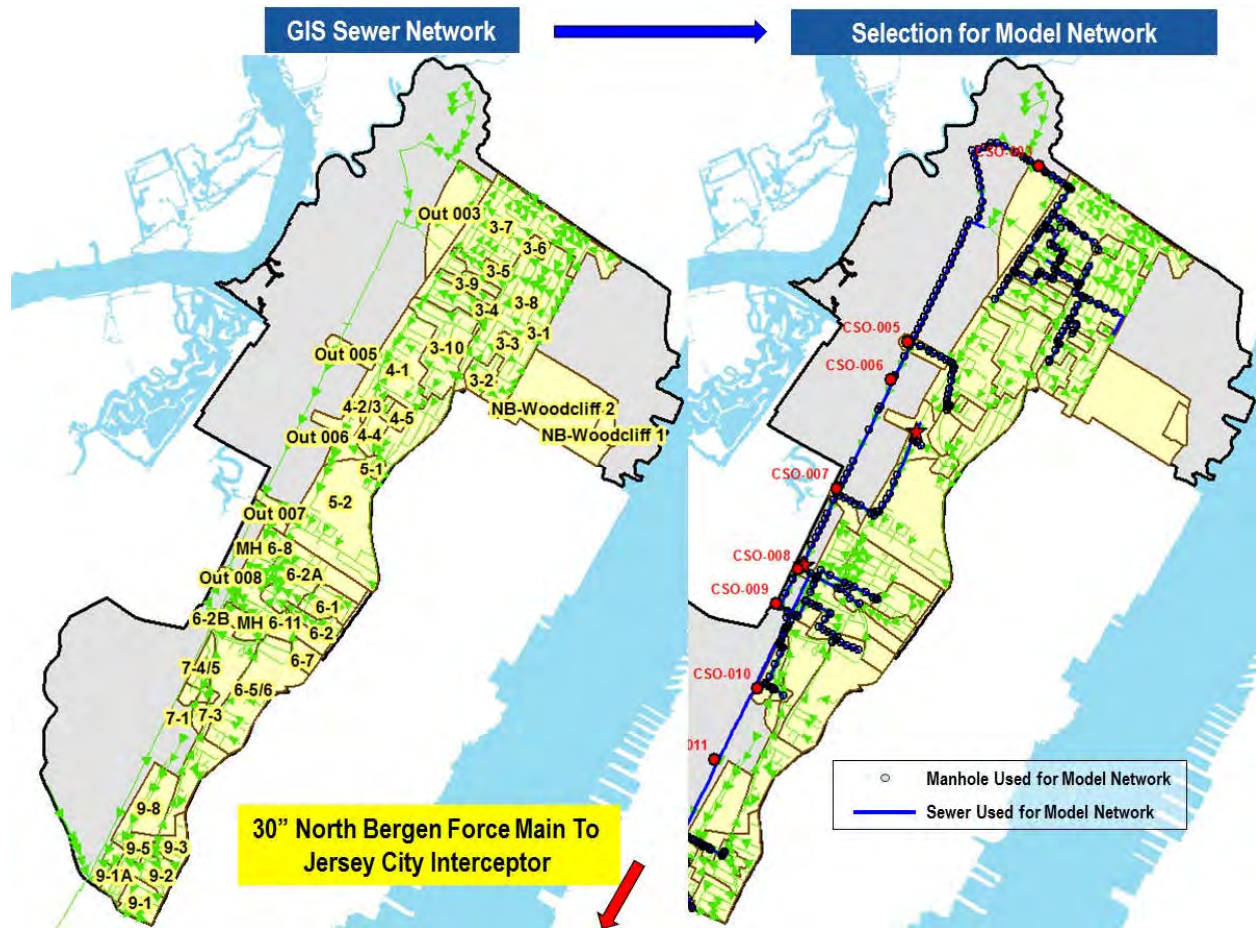 GIS Sewer Network
Selection for Model Network
Out 003
3-7
3-6
3-5
3-9
3-8
3-4
3-1
3-3
3-10
Out 005
4-1
3-2
4-2/3
4-5
NB-Woodcliff 2
Out 006
4-4
NB-Woodcliff 1
5-1
5-2
Out 007
MH 6-8
Out 008
6-2A
6-1
6-2B
MH 6-11
6-2
6-7
7-4/5
6-5/6
7-1
7-3
9-8
9-5
9-3
9-1A
9-2
9-1
30" North Bergen Force Main To
Jersey City Interceptor
CSO-005
CSO-006
CSO-007
CSO-008
CSO-009
CSO-010
011
Manhole Used for Model Network
Sewer Used for Model Network